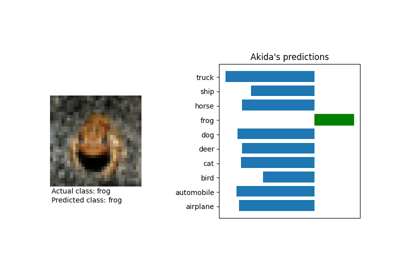 Akida's predictions
truck
ship
horse
frog
dog
deer
cat
bird
automobile
airplane
Actual class: frog
Predicted class: frog